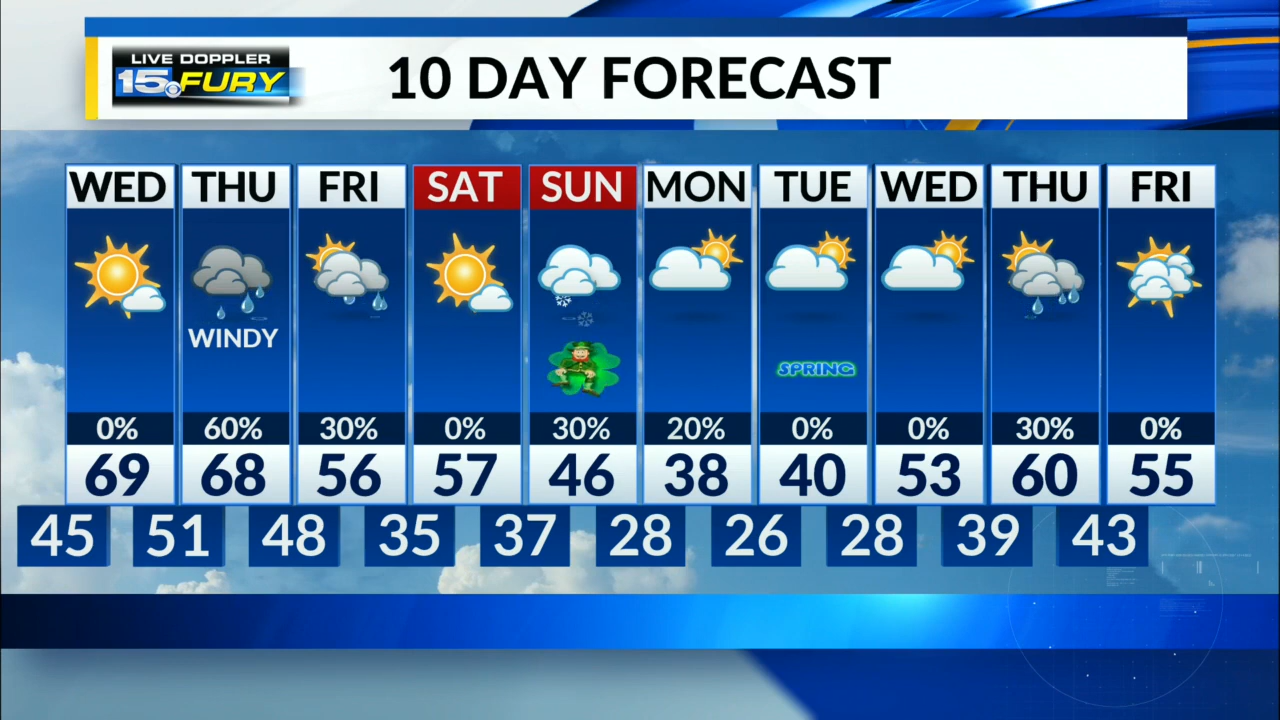 LIVE DOPPLER
15 FURY
10 DAY FORECAST
WED THU FRI SAT SUN MON TUE WED THU FRI
WINDY
SPRING
0% 60% 30% 0% 30% 20% 0% 0% 30% 0%
69 68 56 57 46 38 40 53 60 55
45 51 48 35 37 28 26 28 39 43